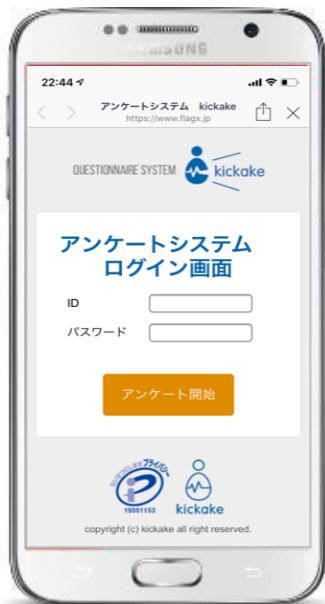 SAMSUNG
22:44
アンケートシステム kickake
https://www.flagx.jp
QUESTIONNAIRE SYSTEM kickake
アンケートシステム
ログイン画面
ID
パスワード
アンケート開始
プライバシー
19001153
kickake
copyright (c) kickake all right reserved.